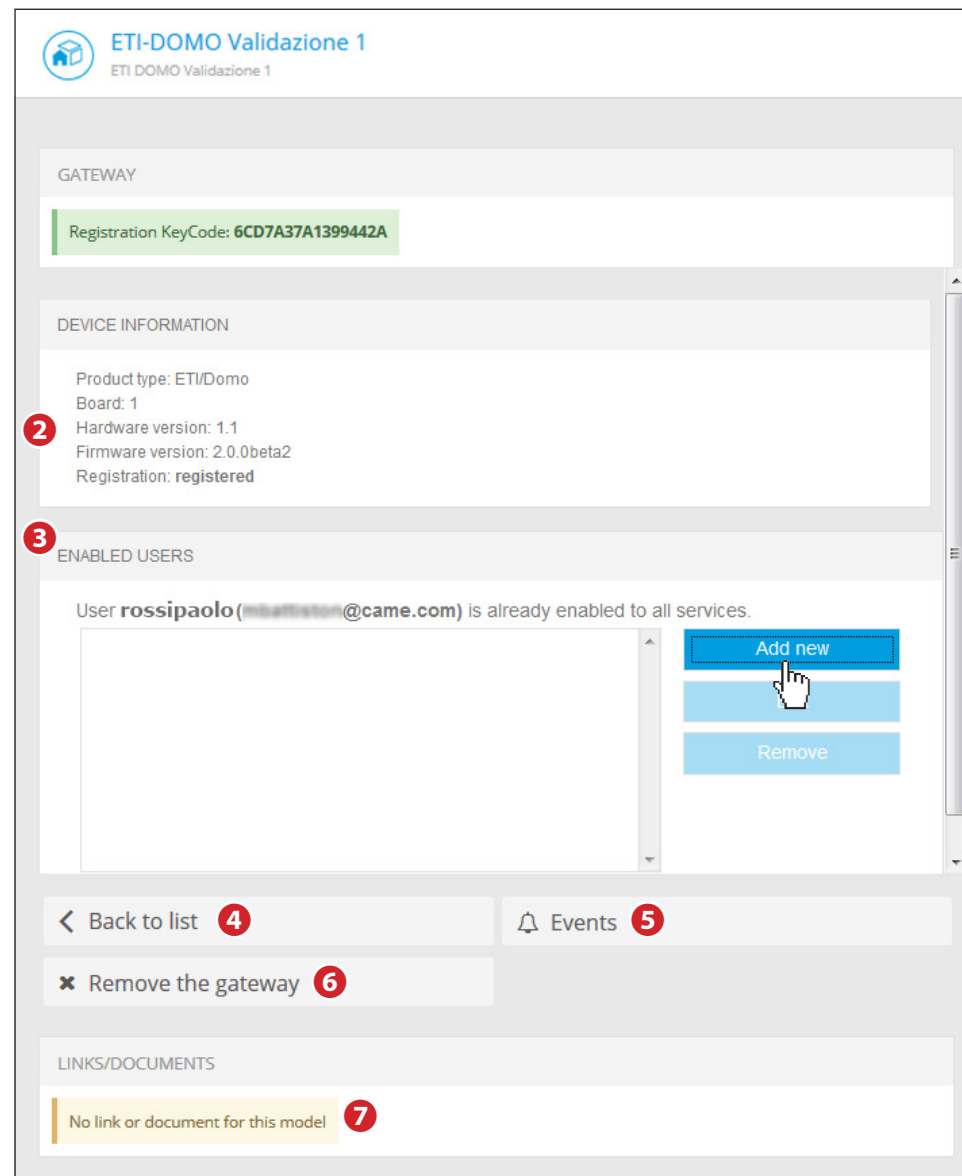 ETI-DOMO Validazione 1
ETI DOMO Validazione 1
GATEWAY
Registration KeyCode: 6CD7A37A1399442A
DEVICE INFORMATION
Product type: ETI/Domo
Board: 1
2
Hardware version: 1.1
Firmware version: 2.0.0beta2
Registration: registered
3
ENABLED USERS
User rossipaolo (@came.com) is already enabled to all services.
Add new
Remove
Back to list 4
Events 5
Remove the gateway 6
LINKS/DOCUMENTS
No link or document for this model 7